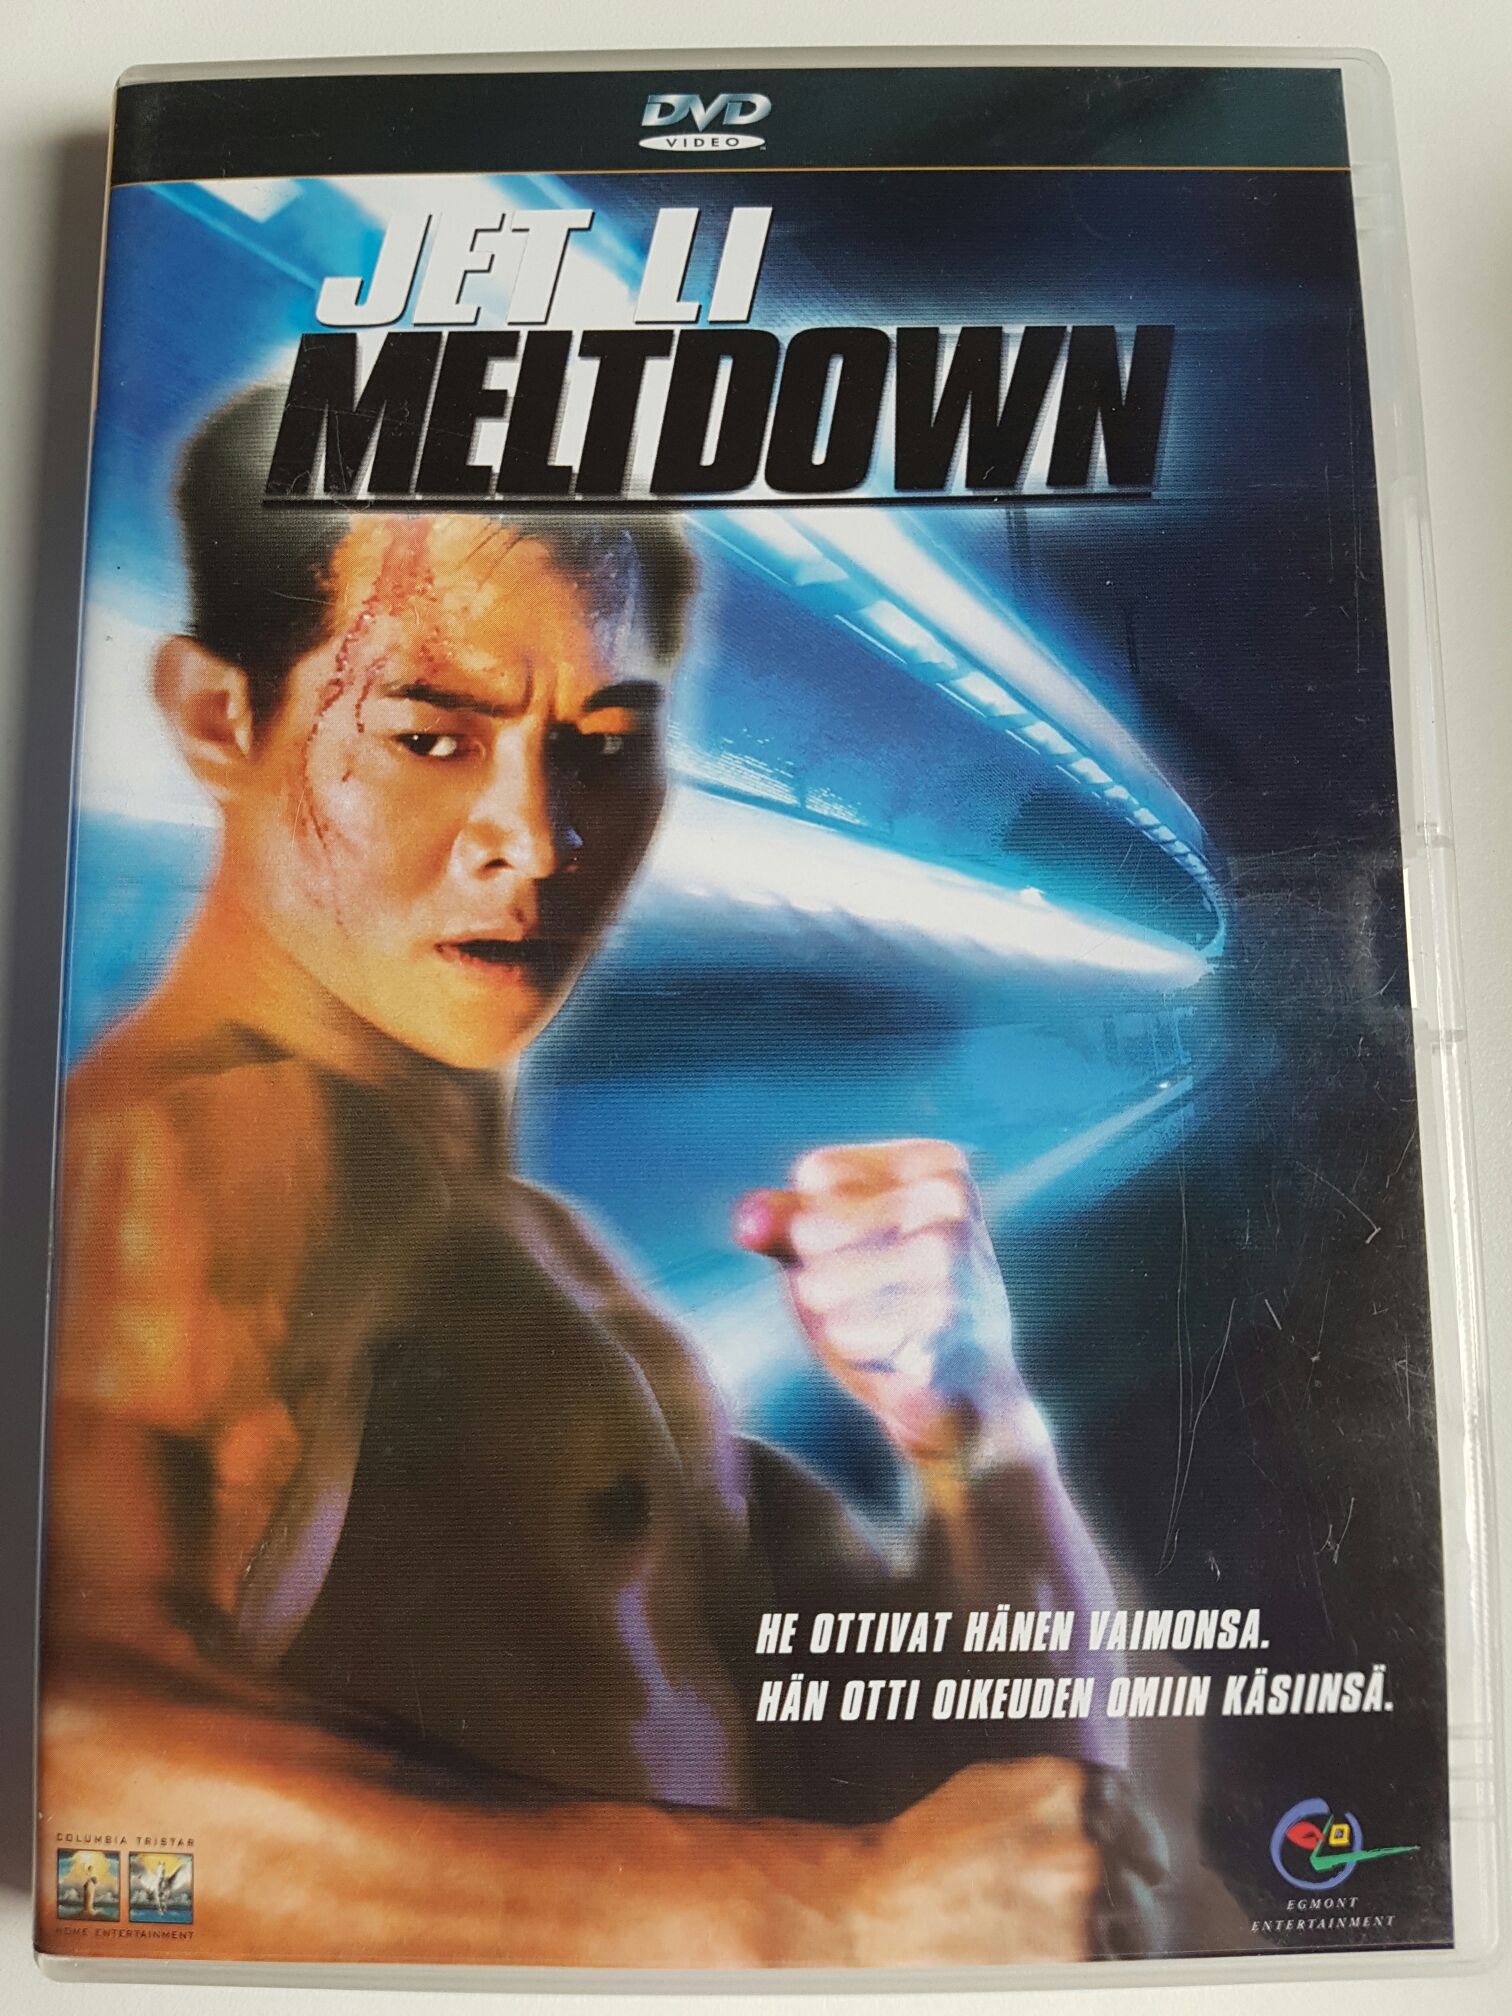 DVD
VIDEO
JET LI
MELTDOWN
HE OTTIVAT HÄNEN VAIMONSA.
HÄN OTTI OIKEUDEN OMIIN KÄSIINSÄ.
COLUMBIA TRISTAR
HOME ENTERTAINMENT
EGMONT
ENTERTAINMENT